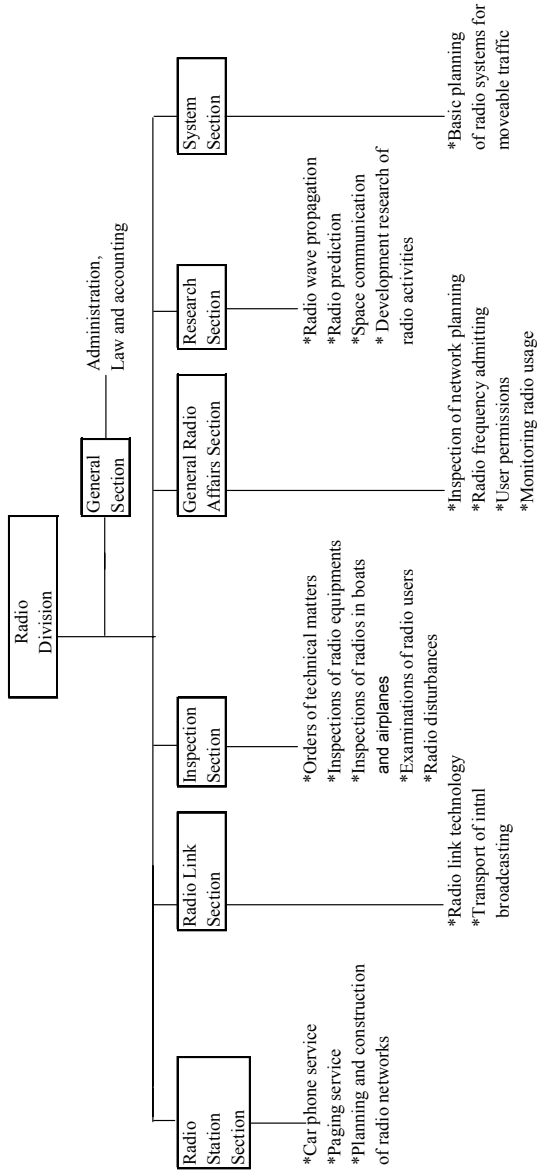 Radio
Division
General
Section
Administration,
Law and accounting
Radio
Station
Section
*Car phone service
*Paging service
*Planning and construction
of radio networks
Radio Link
Section
*Radio link technology
*Transport of intnl
broadcasting
Inspection
Section
*Orders of technical matters
*Inspections of radio equipments
*Inspections of radios in boats
and airplanes
*Examinations of radio users
*Radio disturbances
General Radio
Affairs Section
*Inspection of network planning
*Radio frequency admitting
*User permissions
*Monitoring radio usage
Research
Section
*Radio wave propagation
*Radio prediction
*Space communication
* Development research of
radio activities
System
Section
*Basic planning
of radio systems for
moveable traffic